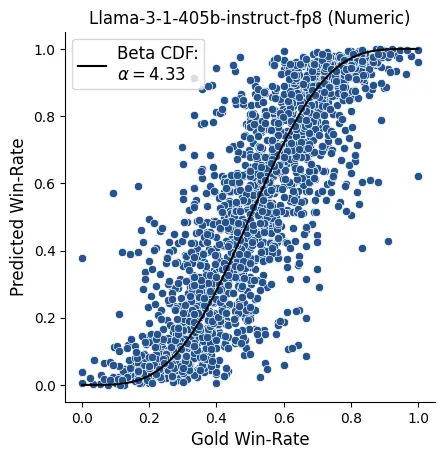 Llama-3-1-405b-instruct-fp8 (Numeric)
Beta CDF:
α = 4.33
Predicted Win-Rate
1.0
0.8
0.6
0.4
0.2
0.0
0.0 0.2 0.4 0.6 0.8 1.0
Gold Win-Rate